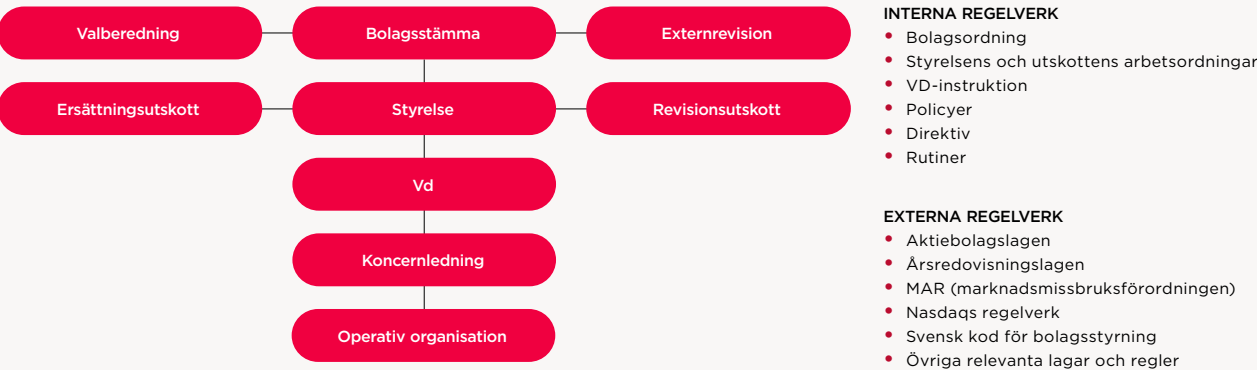 Valberedning
Bolagsstämma
Externrevision
Ersättningsutskott
Styrelse
Revisionsutskott
Vd
Koncernledning
Operativ organisation
INTERNA REGELVERK
• Bolagsordning
• Styrelsens och utskottens arbetsordningar
• VD-instruktion
• Policyer
• Direktiv
• Rutiner
EXTERNA REGELVERK
• Aktiebolagslagen
• Årsredovisningslagen
• MAR (marknadsmissbruksförordningen)
• Nasdaqs regelverk
• Svensk kod för bolagsstyrning
• Övriga relevanta lagar och regler